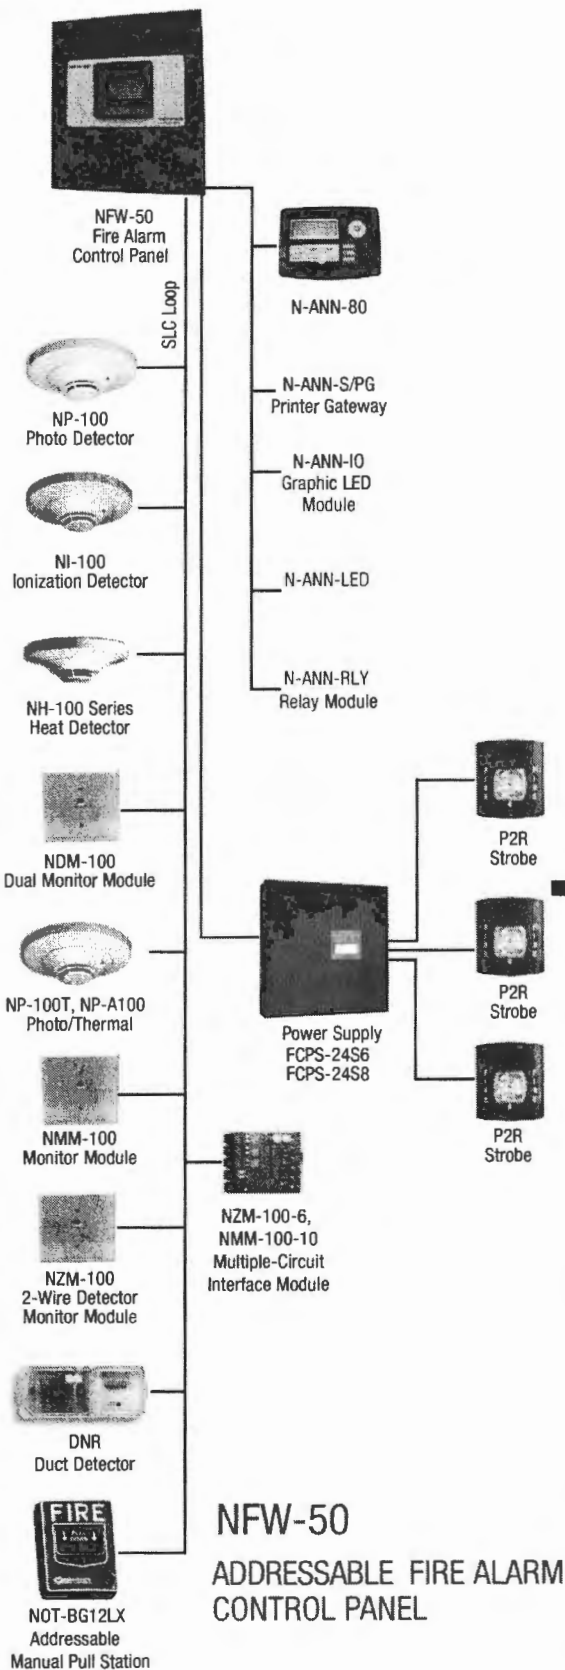 NFW-50
Fire Alarm
Control Panel
SLC Loop
N-ANN-80
NP-100
Photo Detector
N-ANN-S/PG
Printer Gateway
N-ANN-IO
Graphic LED
Module
NI-100
Ionization Detector
N-ANN-LED
NH-100 Series
Heat Detector
N-ANN-RLY
Relay Module
P2R
Strobe
NDM-100
Dual Monitor Module
P2R
Strobe
NP-100T, NP-A100
Photo/Thermal
Power Supply
FCPS-24S6
FCPS-24S8
P2R
Strobe
NMM-100
Monitor Module
NZM-100-6,
NMM-100-10
Multiple-Circuit
Interface Module
NZM-100
2-Wire Detector
Monitor Module
DNR
Duct Detector
FIRE
NOT-BG12LX
Addressable
Manual Pull Station
NFW-50
ADDRESSABLE FIRE ALARM
CONTROL PANEL